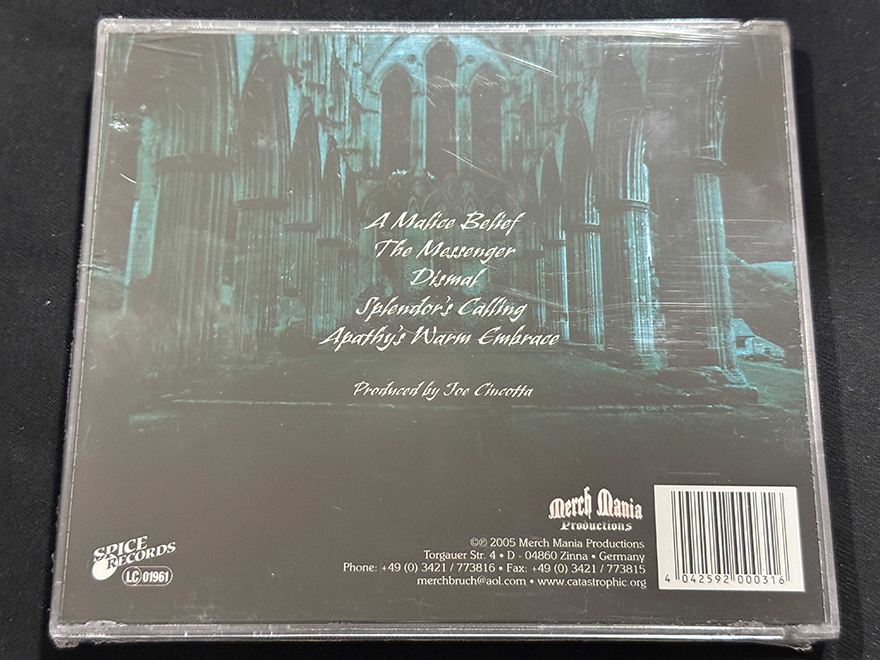 A Malice Belief
The Messenger
Dismal
Splendor's Calling
Apathy's Warm Embrace
Produced by Joe Cincotta
Merch Mania
Productions
©℗ 2005 Merch Mania Productions
Torgauer Str. 4 • D - 04860 Zinna • Germany
Phone: +49 (0) 3421 / 773816 • Fax: +49 (0) 3421 / 773815
merchbruch@aol.com • www.catastrophic.org
SPICE
RECORDS
LC 01961
4 042592 000316